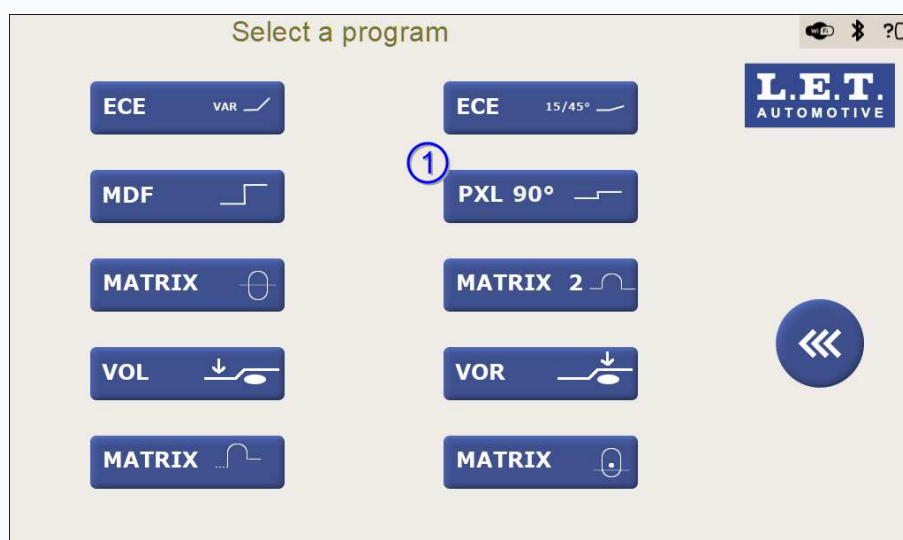 Select a program
WiFi
?
L.E.T.
AUTOMOTIVE
ECE VAR
ECE 15/45°
1
MDF
PXL 90°
MATRIX
MATRIX 2
VOL
VOR
MATRIX
MATRIX